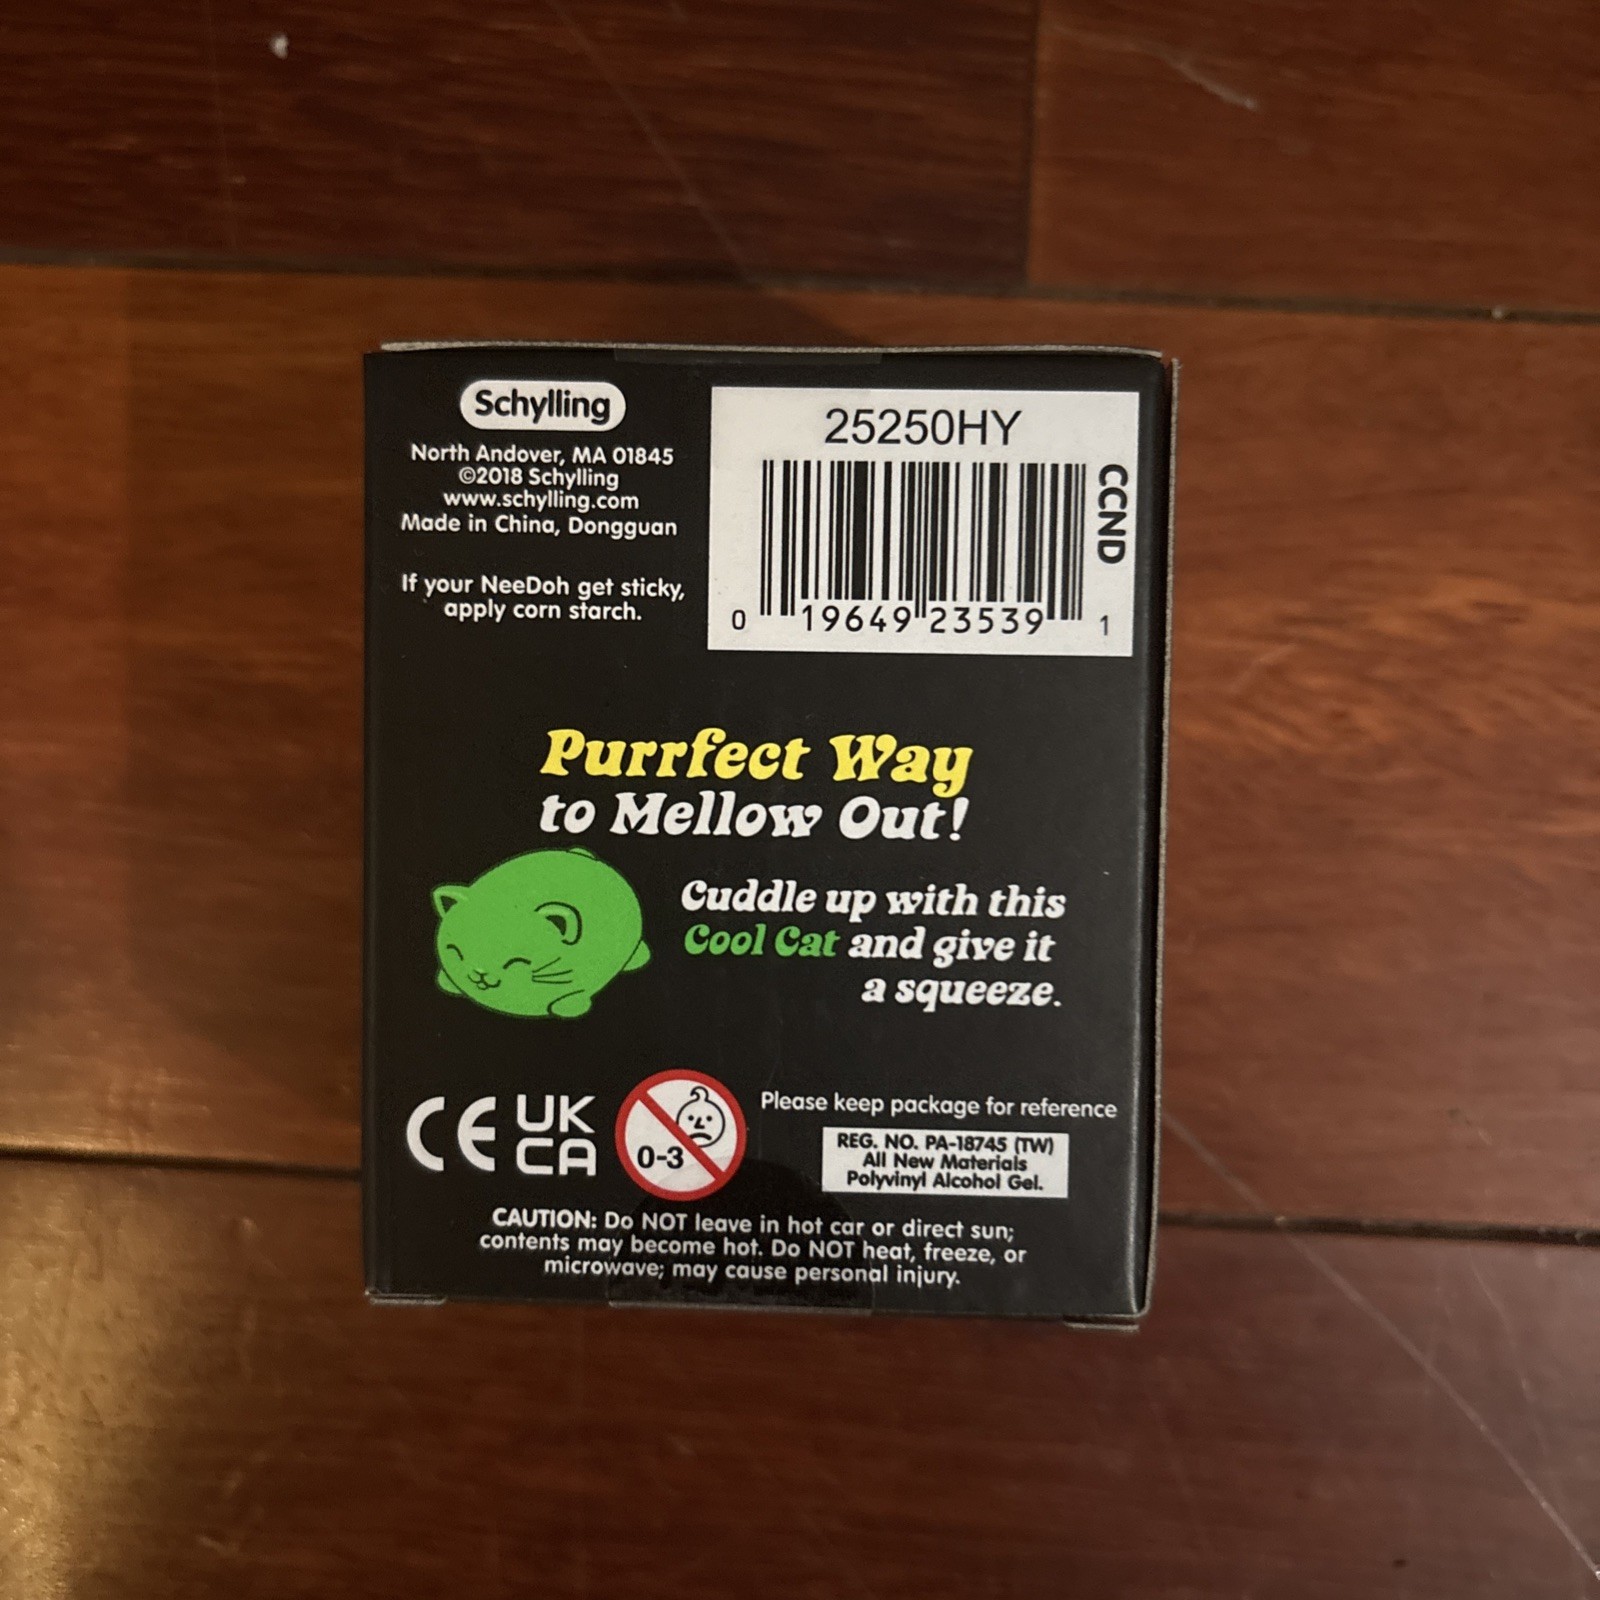 Schylling
North Andover, MA 01845
©2018 Schylling
www.schylling.com
Made in China, Dongguan
If your NeeDoh get sticky,
apply corn starch.
25250HY
CCND
0 19649 23539 1
Purrfect Way
to Mellow Out!
Cuddle up with this
Cool Cat and give it
a squeeze.
CE UK
CA
0-3
Please keep package for reference
REG. NO. PA-18745 (TW)
All New Materials
Polyvinyl Alcohol Gel.
CAUTION: Do NOT leave in hot car or direct sun;
contents may become hot. Do NOT heat, freeze, or
microwave; may cause personal injury.